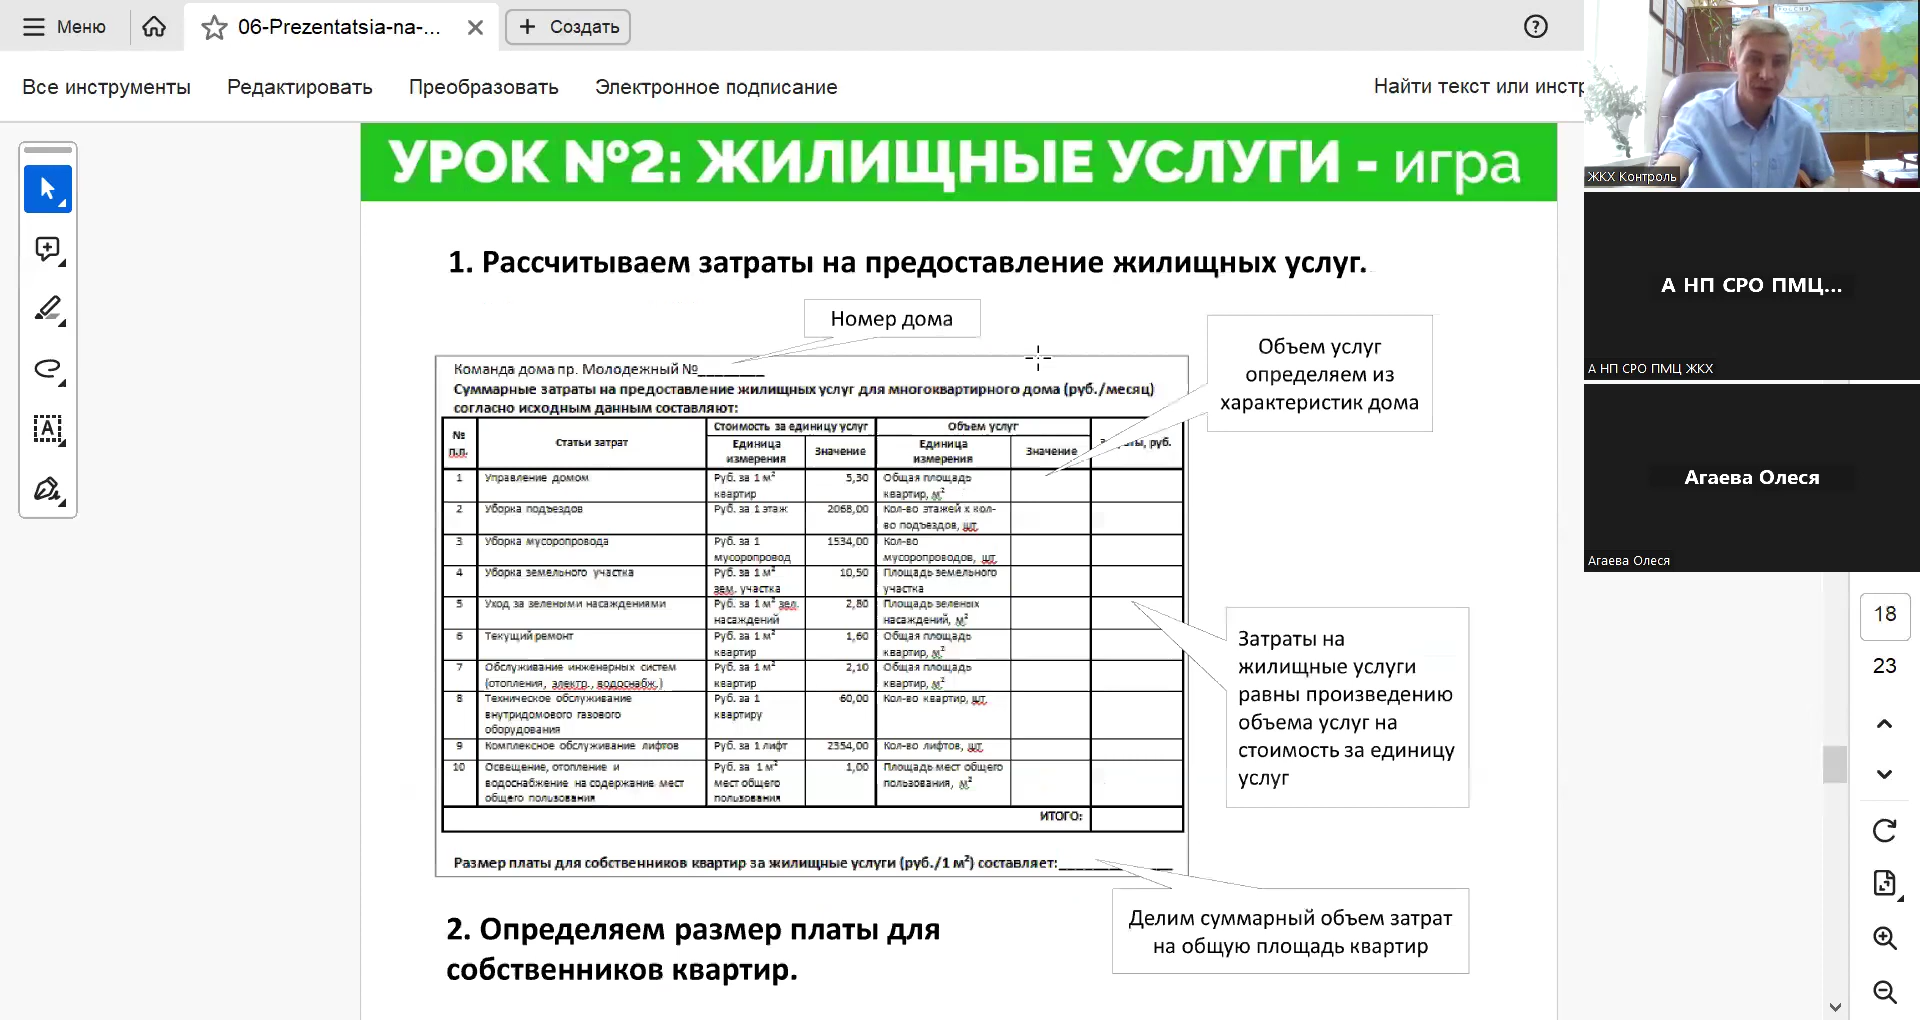 Меню
06-Prezentatsia-na-...
Создать
Все инструменты
Редактировать
Преобразовать
Электронное подписание
Найти текст или инстр
УРОК №2: ЖИЛИЩНЫЕ УСЛУГИ - игра
1. Рассчитываем затраты на предоставление жилищных услуг.
Номер дома
Объем услуг
определяем из
характеристик дома
Команда дома пр. Молодежный №________
Суммарные затраты на предоставление жилищных услуг для многоквартирного дома (руб./месяц)
согласно исходным данным составляют:
№ п.п.
Статьи затрат
Стоимость за единицу услуг
Единица измерения
Значение
Объем услуг
Единица измерения
Значение
руб.
1 Управление домом Руб. за 1 м² квартир 5,30 Общая площадь квартир, м²
2 Уборка подъездов Руб. за 1 этаж 2068,00 Кол-во этажей х кол-во подъездов, шт.
3 Уборка мусоропровода Руб. за 1 мусоропровод 1534,00 Кол-во мусоропроводов, шт.
4 Уборка земельного участка Руб. за 1 м² зем. участка 10,50 Площадь земельного участка
5 Уход за зелеными насаждениями Руб. за 1 м² зел. насаждений 2,80 Площадь зеленых насаждений, м²
6 Текущий ремонт Руб. за 1 м² квартир 1,60 Общая площадь квартир, м²
7 Обслуживание инженерных систем (отопления, электр., водоснабж.) Руб. за 1 м² квартир 2,10 Общая площадь квартир, м²
8 Техническое обслуживание внутридомового газового оборудования Руб. за 1 квартиру 60,00 Кол-во квартир, шт.
9 Комплексное обслуживание лифтов Руб. за 1 лифт 2354,00 Кол-во лифтов, шт.
10 Освещение, отопление и водоснабжение на содержание мест общего пользования Руб. за 1 м² мест общего пользования 1,00 Площадь мест общего пользования, м²
ИТОГО:
Размер платы для собственников квартир за жилищные услуги (руб./1 м²) составляет:____________
Затраты на
жилищные услуги
равны произведению
объема услуг на
стоимость за единицу
услуг
Делим суммарный объем затрат
на общую площадь квартир
2. Определяем размер платы для
собственников квартир.
РОССИЯ
ЖКХ Контроль
А НП СРО ПМЦ...
А НП СРО ПМЦ ЖКХ
Агаева Олеся
Агаева Олеся
18
23